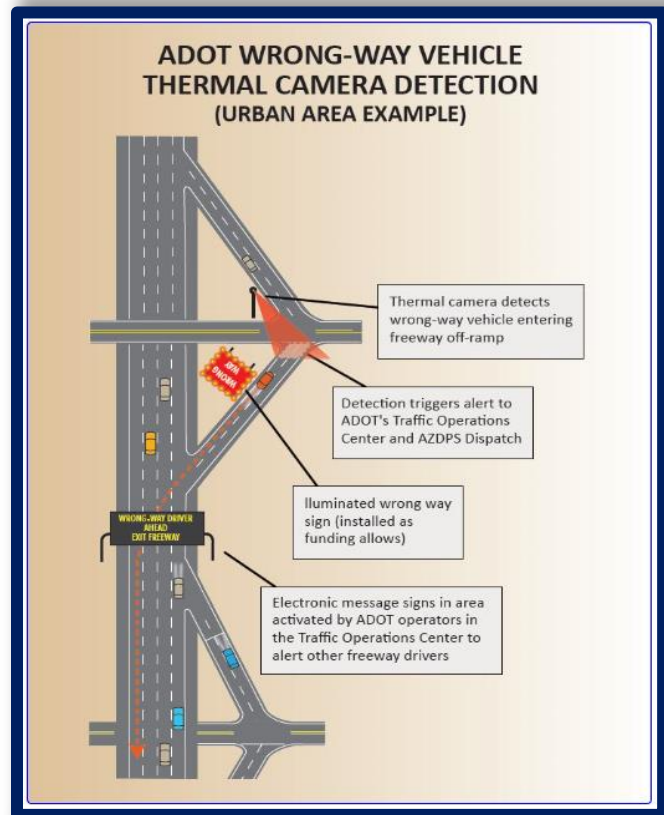 ADOT WRONG-WAY VEHICLE
THERMAL CAMERA DETECTION
(URBAN AREA EXAMPLE)
Thermal camera detects
wrong-way vehicle entering
freeway off-ramp
WRONG
WAY
Detection triggers alert to
ADOT's Traffic Operations
Center and AZDPS Dispatch
Iluminated wrong way
sign (installed as
funding allows)
WRONG-WAY DRIVER
AHEAD
EXIT FREEWAY
Electronic message signs in area
activated by ADOT operators in
the Traffic Operations Center to
alert other freeway drivers